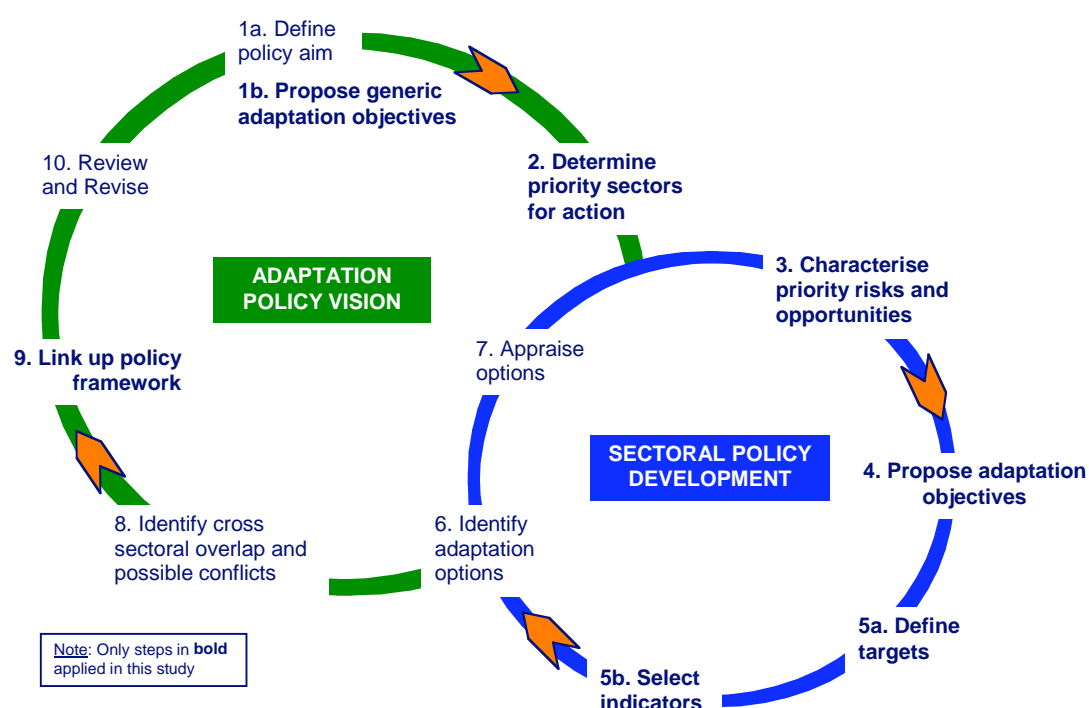 1a. Define
policy aim
1b. Propose generic
adaptation objectives
2. Determine
priority sectors
for action
3. Characterise
priority risks and
opportunities
4. Propose adaptation
objectives
5a. Define
targets
5b. Select
indicators
6. Identify
adaptation
options
7. Appraise
options
8. Identify cross
sectoral overlap and
possible conflicts
9. Link up policy
framework
10. Review
and Revise
ADAPTATION
POLICY VISION
SECTORAL POLICY
DEVELOPMENT
Note: Only steps in bold
applied in this study